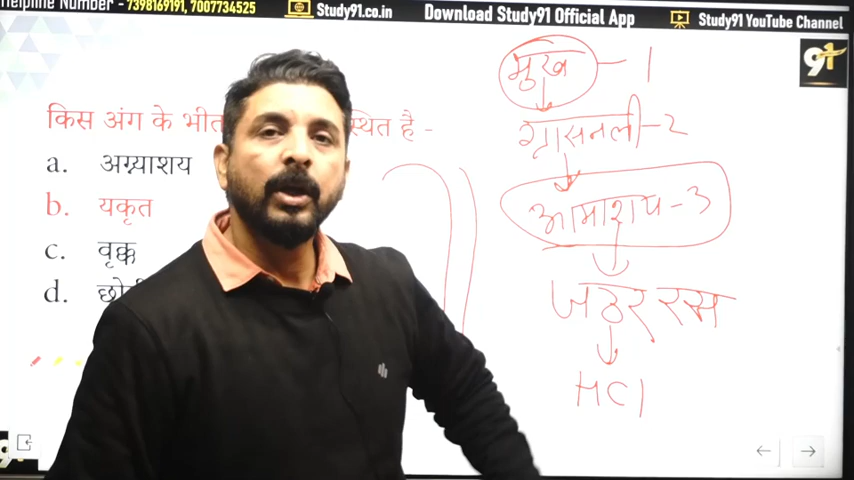 Helpline Number - 7398169191, 7007734525
Study91.co.in
Download Study91 Official App
Study91 YouTube Channel
91
किस अंग के भीत
स्थित है -
a. अग्न्याशय
b. यकृत
c. वृक्क
d. छोटी
मुख - 1
ग्रासनली - 2
आमाशय - 3
जठर रस
HCl